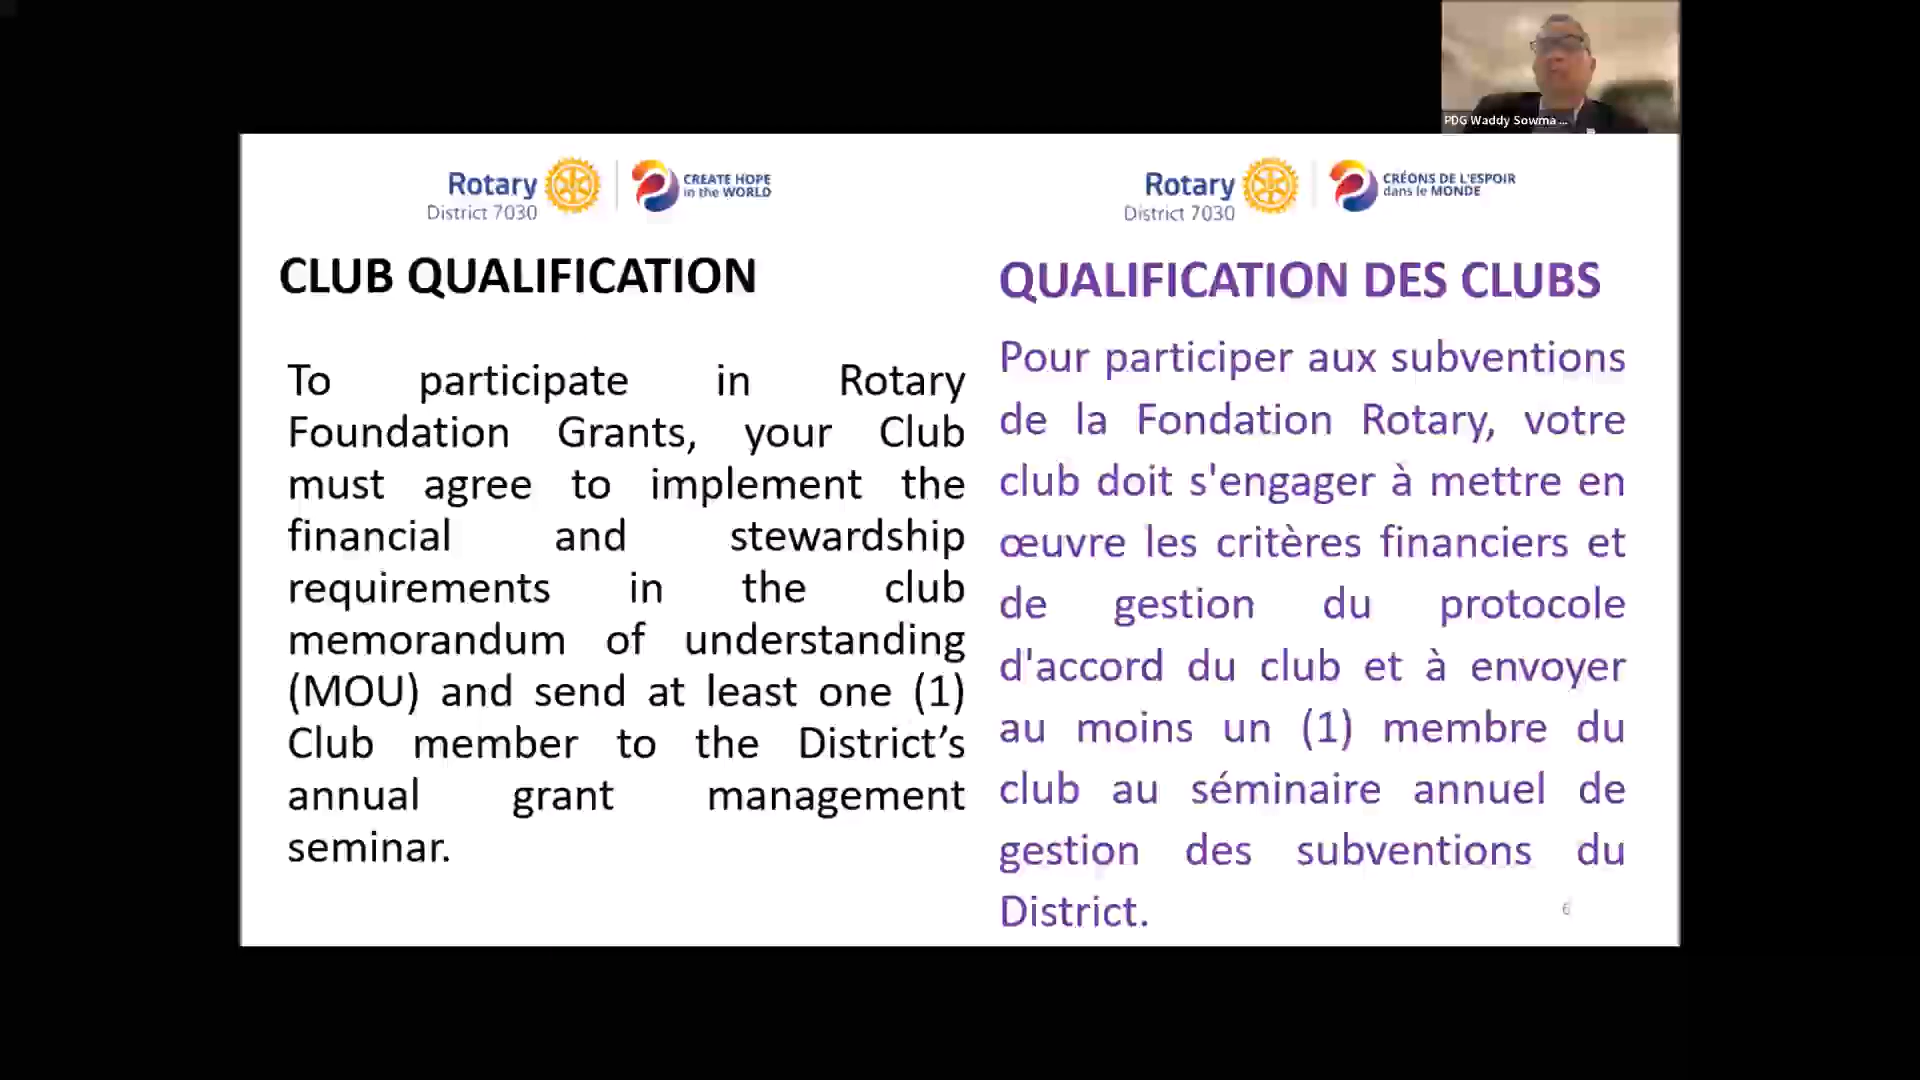 PDG Waddy Sowma ...
Rotary
District 7030
CREATE HOPE
in the WORLD
CLUB QUALIFICATION
To participate in Rotary
Foundation Grants, your Club
must agree to implement the
financial and stewardship
requirements in the club
memorandum of understanding
(MOU) and send at least one (1)
Club member to the District’s
annual grant management
seminar.
Rotary
District 7030
CRÉONS DE L'ESPOIR
dans le MONDE
QUALIFICATION DES CLUBS
Pour participer aux subventions
de la Fondation Rotary, votre
club doit s'engager à mettre en
œuvre les critères financiers et
de gestion du protocole
d'accord du club et à envoyer
au moins un (1) membre du
club au séminaire annuel de
gestion des subventions du
District.
6